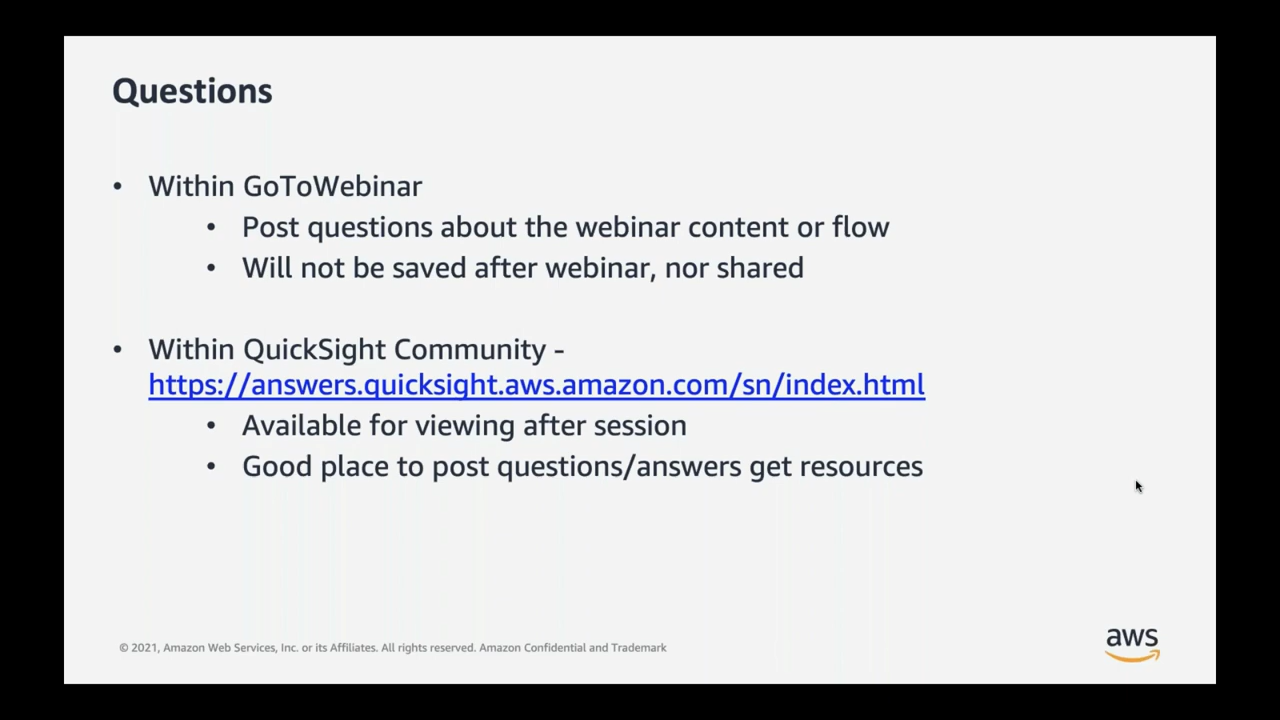 Questions
• Within GoToWebinar
• Post questions about the webinar content or flow
• Will not be saved after webinar, nor shared
• Within QuickSight Community -
https://answers.quicksight.aws.amazon.com/sn/index.html
• Available for viewing after session
• Good place to post questions/answers get resources
© 2021, Amazon Web Services, Inc. or its Affiliates. All rights reserved. Amazon Confidential and Trademark
aws